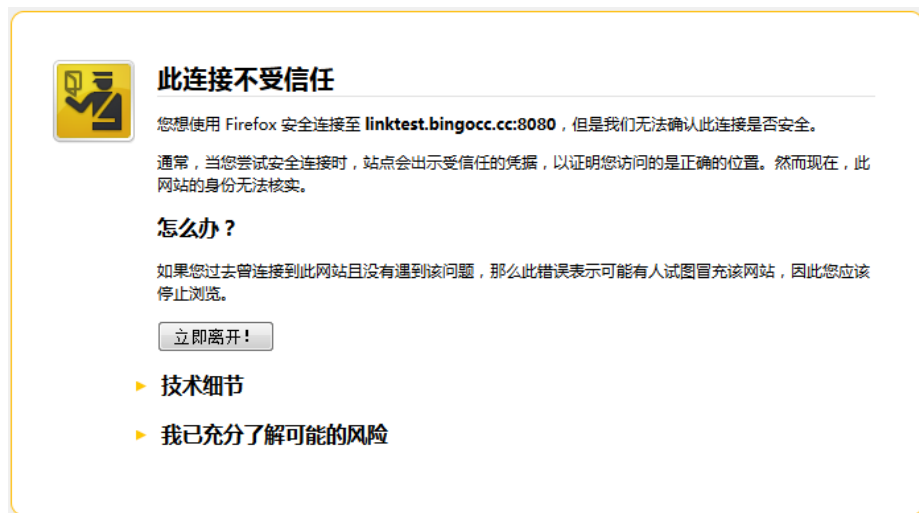 此连接不受信任
您想使用 Firefox 安全连接至 linktest.bingocc.cc:8080，但是我们无法确认此连接是否安全。
通常，当您尝试安全连接时，站点会出示受信任的凭据，以证明您访问的是正确的位置。然而现在，此
网站的身份无法核实。
怎么办？
如果您过去曾连接到此网站且没有遇到该问题，那么此错误表示可能有人试图冒充该网站，因此您应该
停止浏览。
立即离开！
技术细节
我已充分了解可能的风险